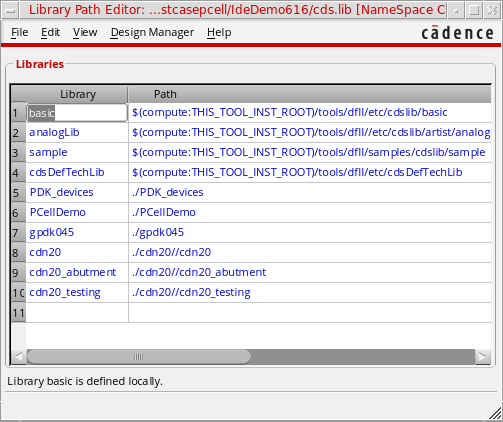 Library Path Editor: ...stcasepcell/IdeDemo616/cds.lib [NameSpace C
File Edit View Design Manager Help cādence
Libraries
Library Path
1 basic $(compute:THIS_TOOL_INST_ROOT)/tools/dfII/etc/cdslib/basic
2 analogLib $(compute:THIS_TOOL_INST_ROOT)/tools/dfII//etc/cdslib/artist/analog
3 sample $(compute:THIS_TOOL_INST_ROOT)/tools/dfII/samples/cdslib/sample
4 cdsDefTechLib $(compute:THIS_TOOL_INST_ROOT)/tools/dfII/etc/cdsDefTechLib
5 PDK_devices ./PDK_devices
6 PCellDemo ./PCellDemo
7 gpdk045 ./gpdk045
8 cdn20 ./cdn20//cdn20
9 cdn20_abutment ./cdn20//cdn20_abutment
10 cdn20_testing ./cdn20//cdn20_testing
11
Library basic is defined locally.